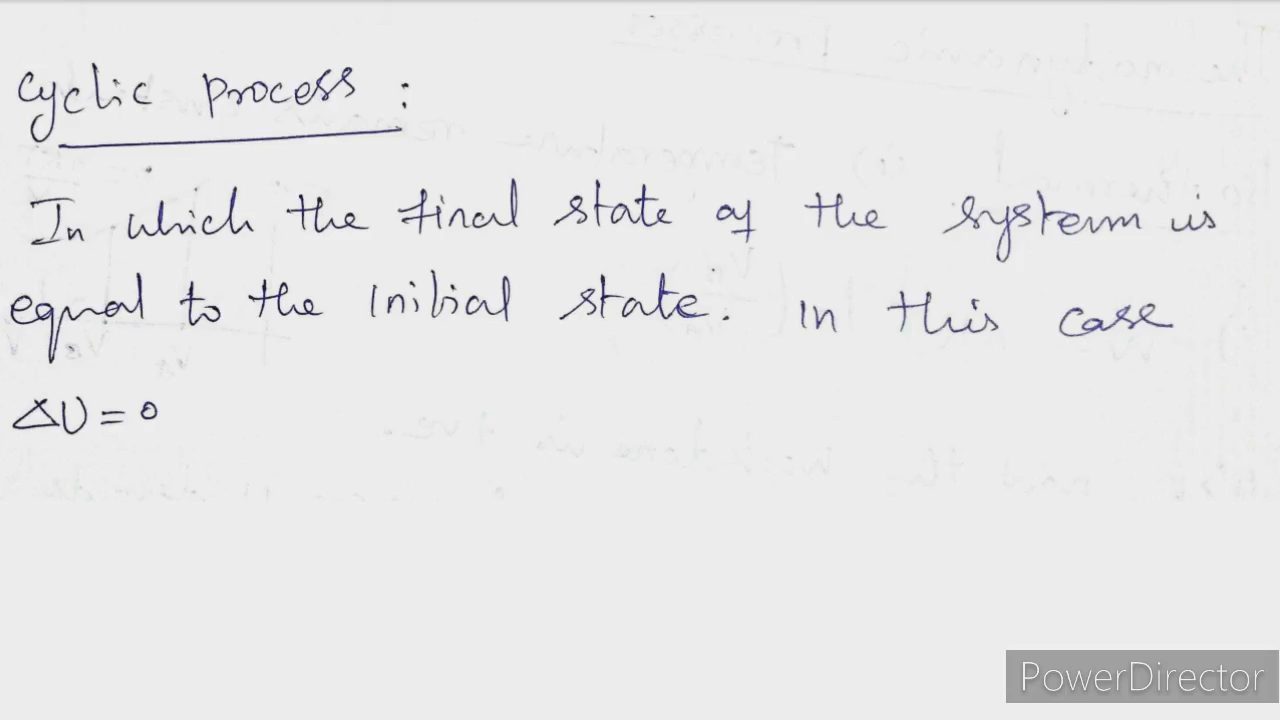 Cyclic process :
In which the final state of the systerm is
equal to the initial state. In this case
ΔU = 0
PowerDirector